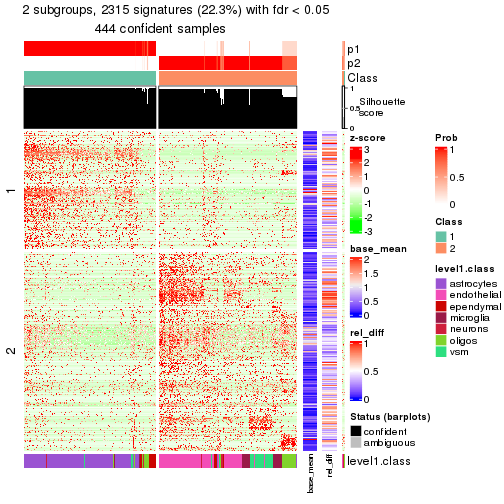 2 subgroups, 2315 signatures (22.3%) with fdr < 0.05
444 confident samples
p1
p2
Class
1
0.5
0
Silhouette
score
1
2
z-score
3
2
1
0
-1
-2
-3
base_mean
2
1.5
1
0.5
0
rel_diff
1
0.5
0
Status (barplots)
confident
ambiguous
Prob
1
0.5
0
Class
1
2
level1.class
astrocytes
endothelial
ependymal
microglia
neurons
oligos
vsm
level1.class
base_mean
rel_diff